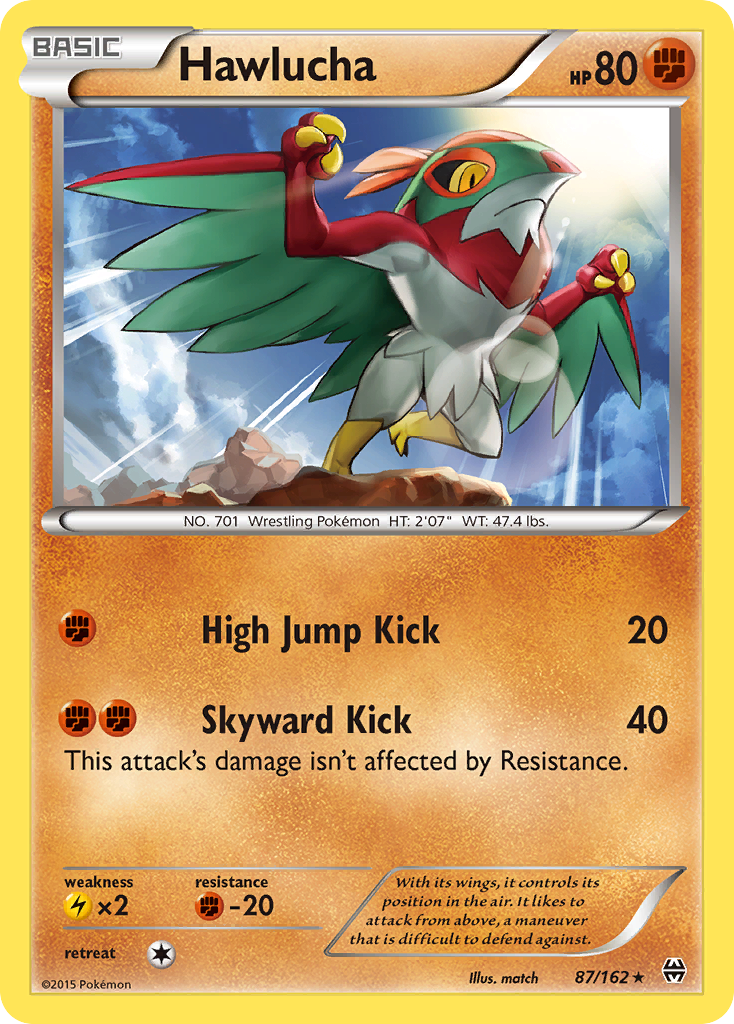 BASIC
Hawlucha
HP 80
NO. 701 Wrestling Pokémon HT: 2'07" WT: 47.4 lbs.
High Jump Kick 20
Skyward Kick 40
This attack's damage isn't affected by Resistance.
weakness
×2
resistance
-20
retreat
With its wings, it controls its
position in the air. It likes to
attack from above, a maneuver
that is difficult to defend against.
©2015 Pokémon
Illus. match
87/162 ★